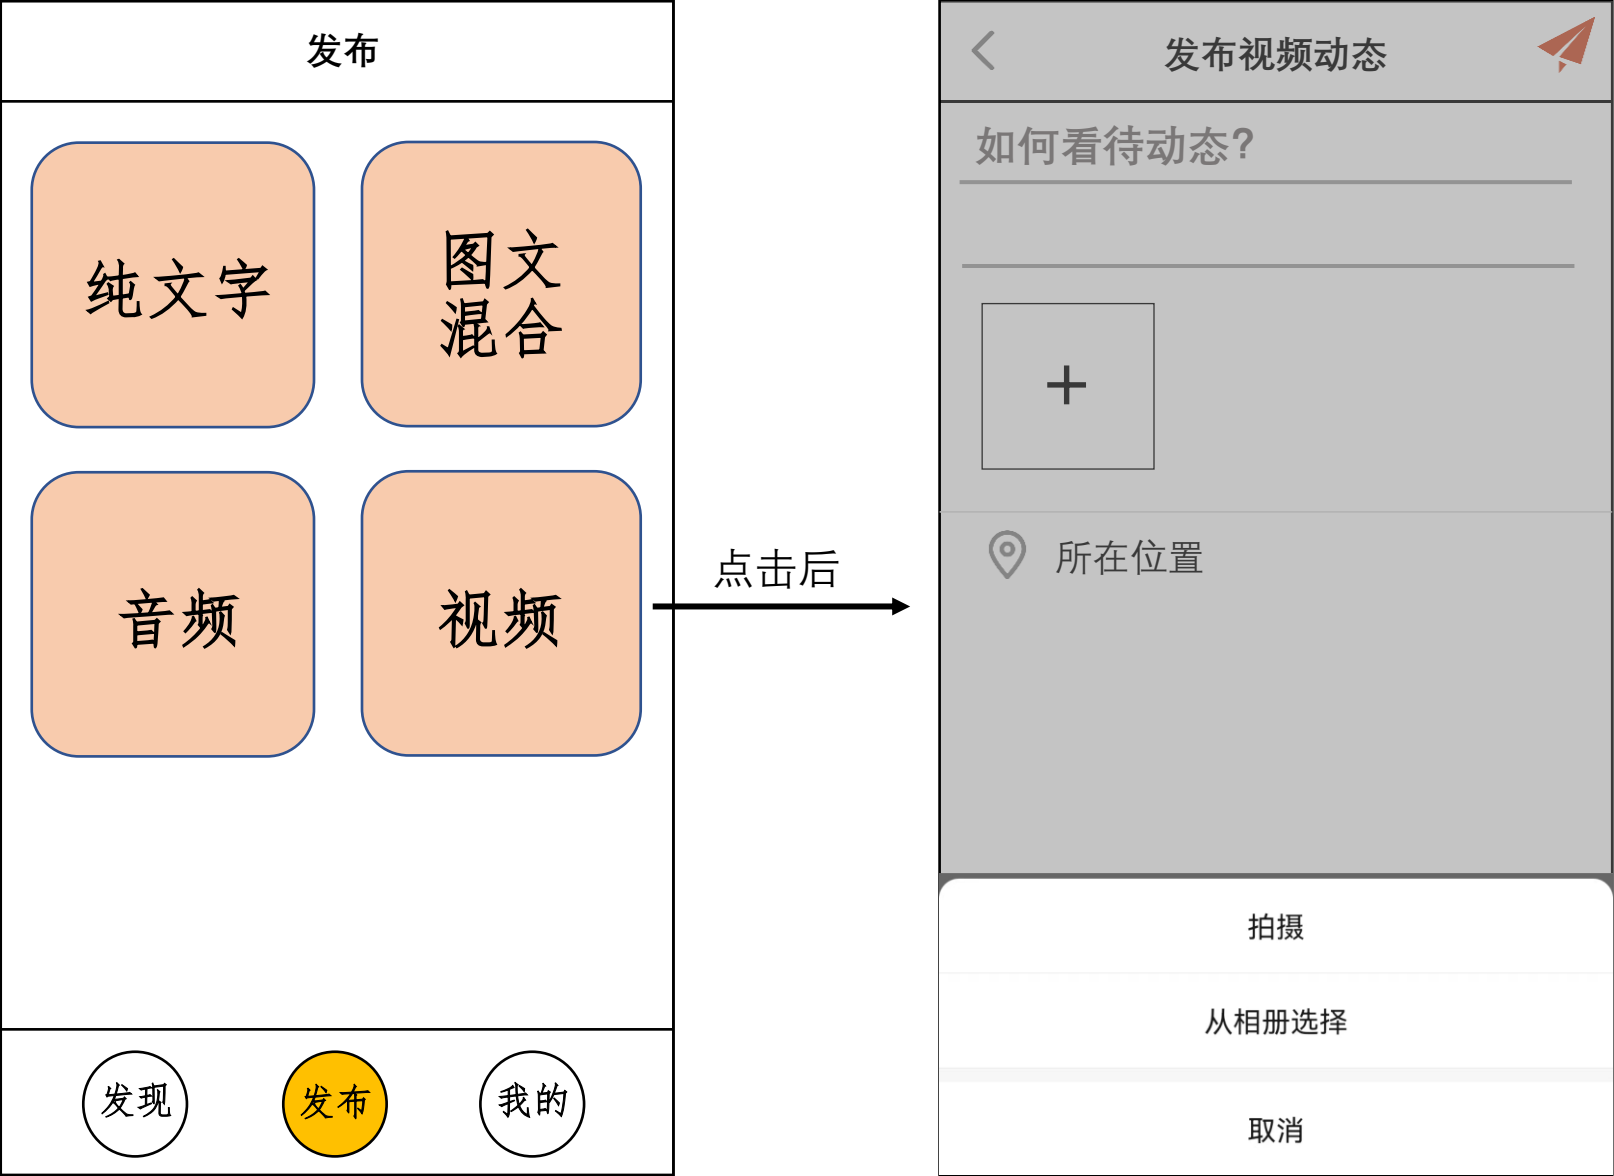 发布
纯文字
图文
混合
音频
视频
发现
发布
我的
点击后
发布视频动态
如何看待动态?
+
所在位置
拍摄
从相册选择
取消